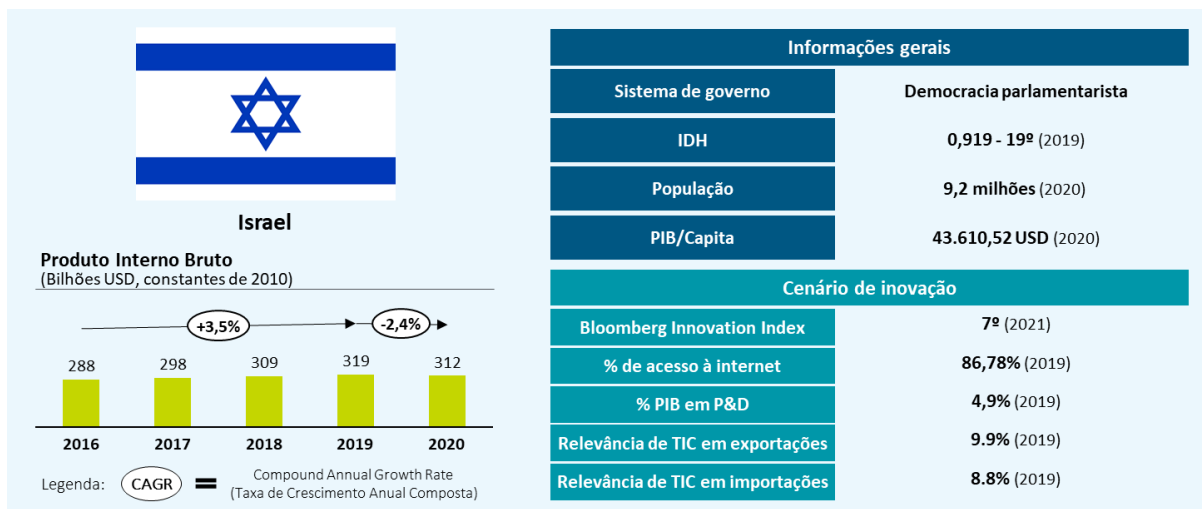 Israel
Produto Interno Bruto
(Bilhões USD, constantes de 2010)
+3,5%
-2,4%
288
298
309
319
312
2016
2017
2018
2019
2020
Legenda:
CAGR
=
Compound Annual Growth Rate
(Taxa de Crescimento Anual Composta)
Informações gerais
Sistema de governo
Democracia parlamentarista
IDH
0,919 - 19º (2019)
População
9,2 milhões (2020)
PIB/Capita
43.610,52 USD (2020)
Cenário de inovação
Bloomberg Innovation Index
7º (2021)
% de acesso à internet
86,78% (2019)
% PIB em P&D
4,9% (2019)
Relevância de TIC em exportações
9.9% (2019)
Relevância de TIC em importações
8.8% (2019)